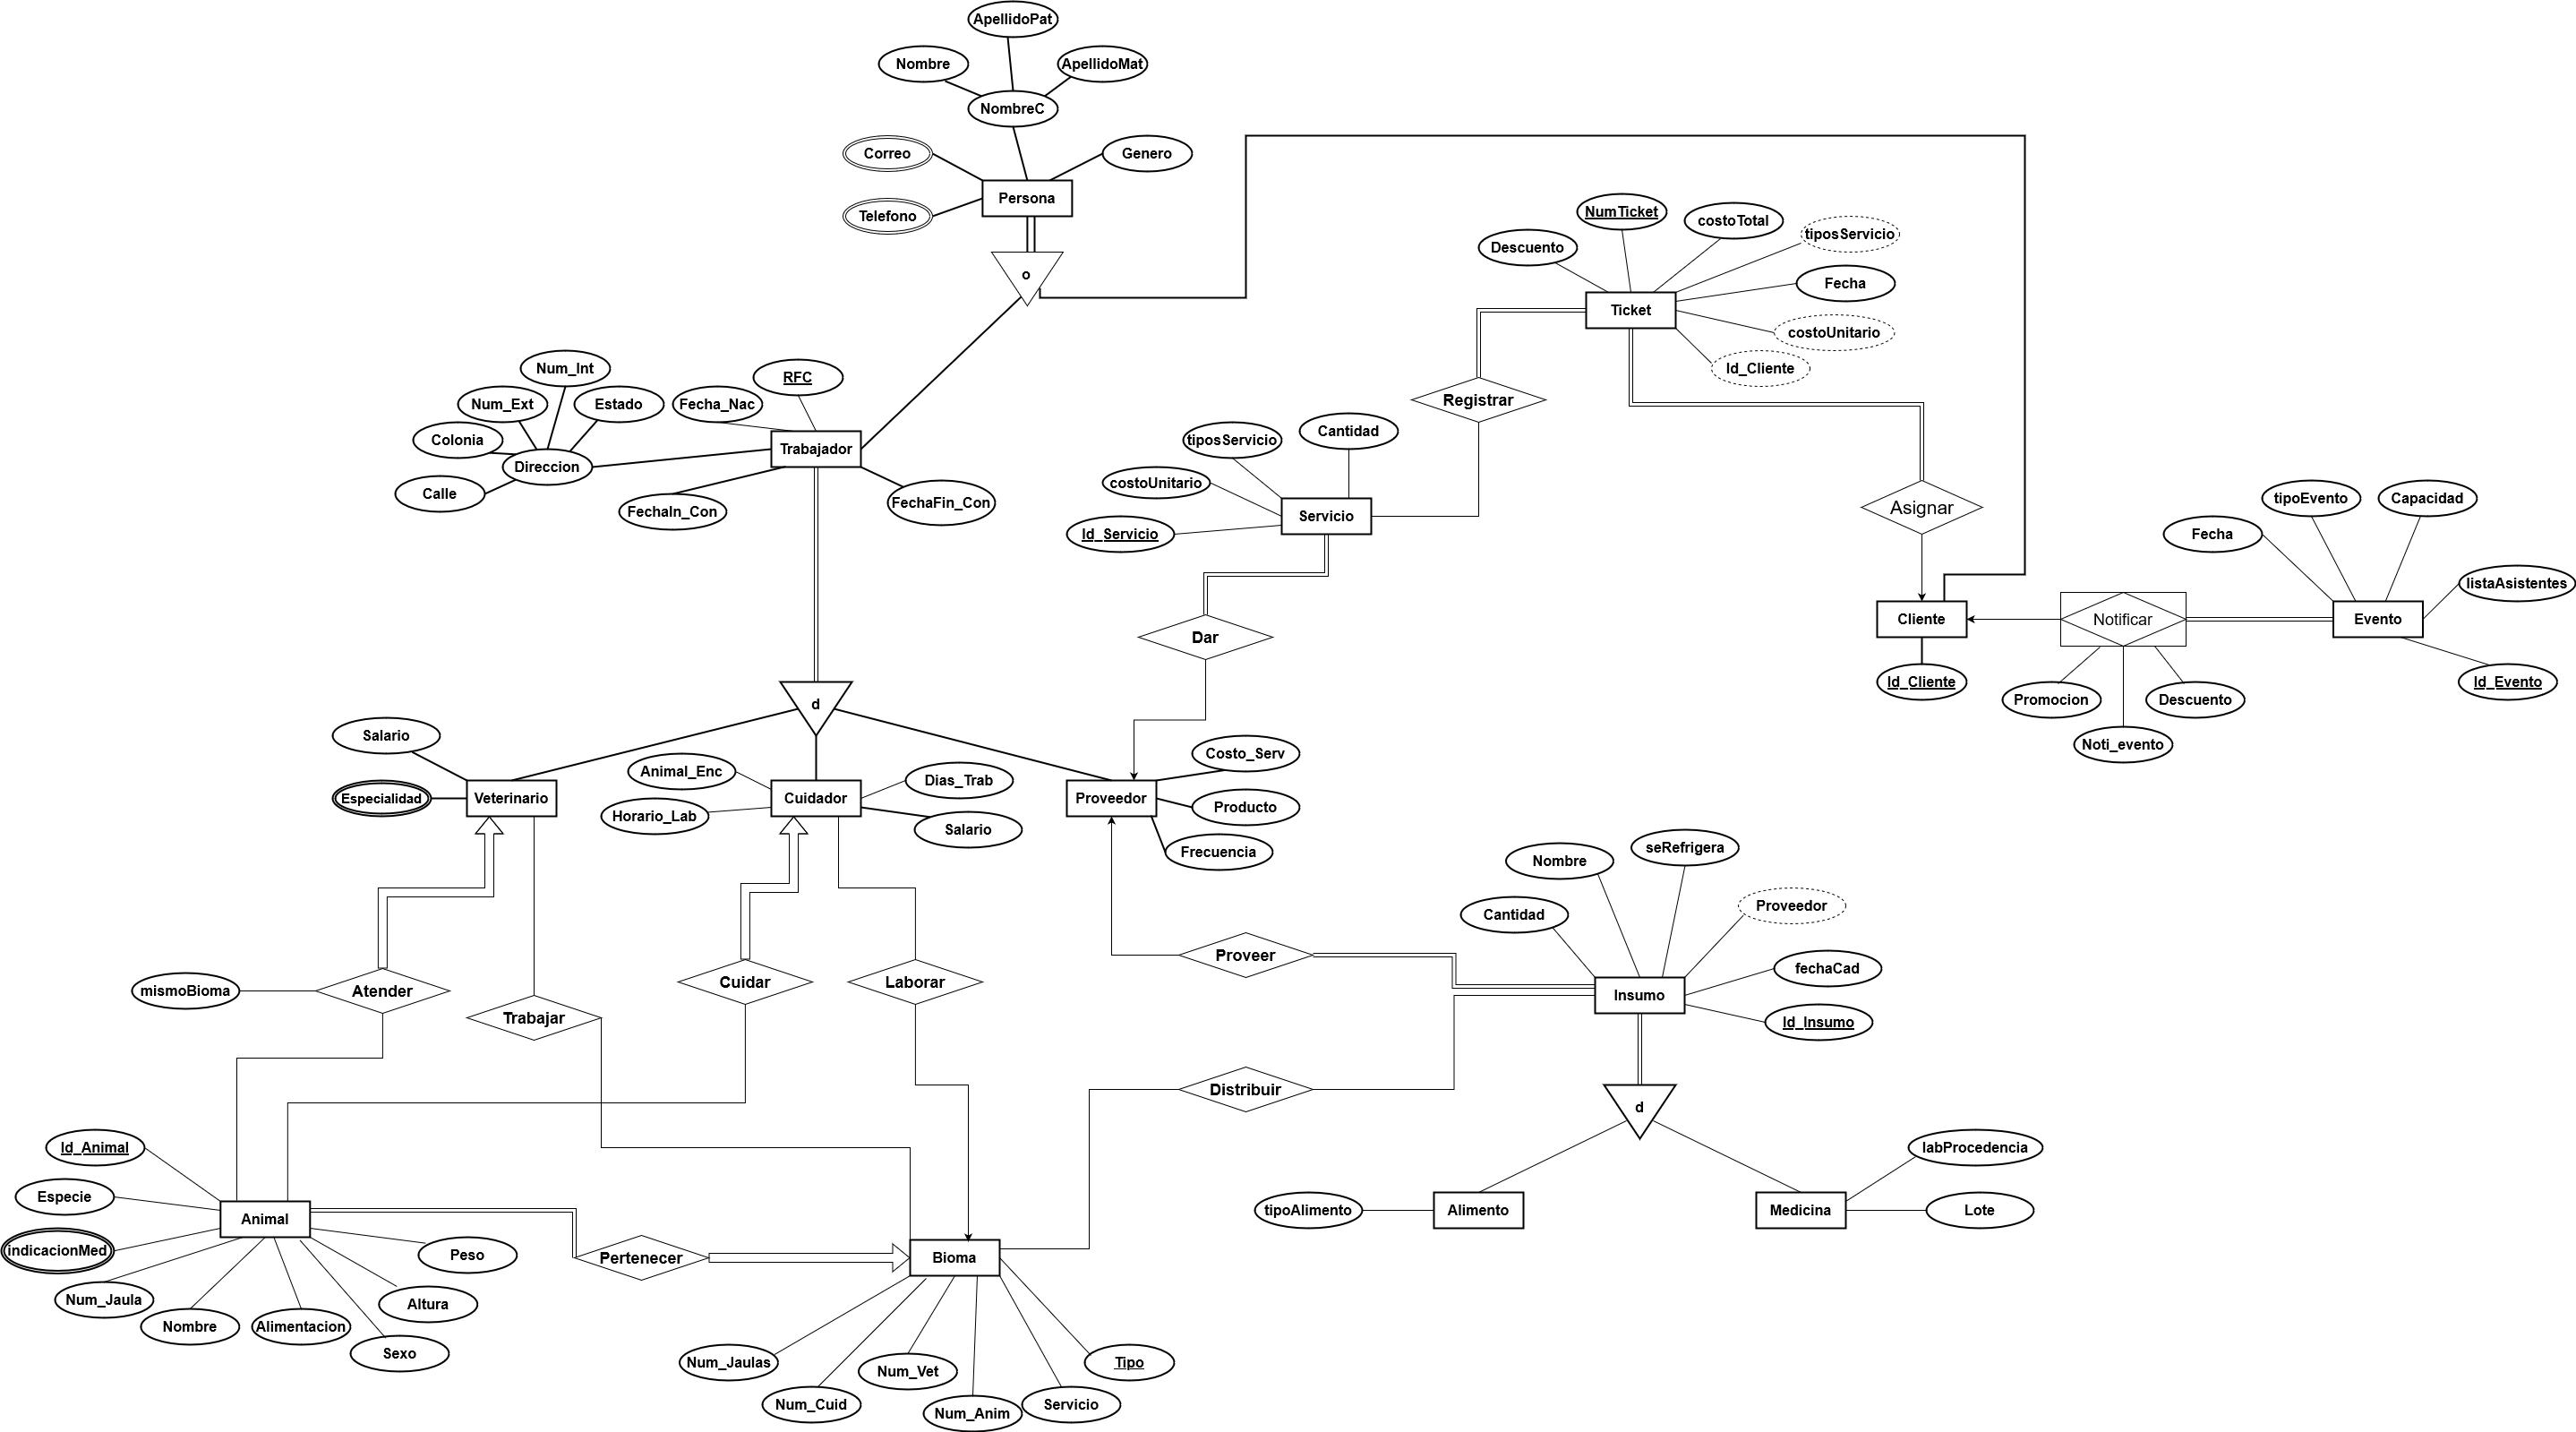 ApellidoPat
Nombre
ApellidoMat
NombreC
Correo
Genero
Persona
Telefono
o
NumTicket
costoTotal
tiposServicio
Descuento
Fecha
Ticket
costoUnitario
Id_Cliente
Num_Int
RFC
Num_Ext
Estado
Fecha_Nac
Colonia
Trabajador
Direccion
Calle
FechaIn_Con
FechaFin_Con
Registrar
tiposServicio
Cantidad
costoUnitario
Servicio
Id_Servicio
Asignar
tipoEvento
Capacidad
Fecha
listaAsistentes
Cliente
Notificar
Evento
Id_Cliente
Promocion
Descuento
Id_Evento
Noti_evento
Dar
d
Salario
Especialidad
Veterinario
Animal_Enc
Dias_Trab
Cuidador
Horario_Lab
Salario
Costo_Serv
Proveedor
Producto
Frecuencia
Nombre
seRefrigera
Cantidad
Proveedor
Proveer
fechaCad
Insumo
Id_Insumo
mismoBioma
Atender
Trabajar
Cuidar
Laborar
Distribuir
d
labProcedencia
tipoAlimento
Alimento
Medicina
Lote
Id_Animal
Especie
Animal
indicacionMed
Peso
Num_Jaula
Altura
Nombre
Alimentacion
Sexo
Pertenecer
Bioma
Num_Jaulas
Num_Vet
Tipo
Num_Cuid
Num_Anim
Servicio